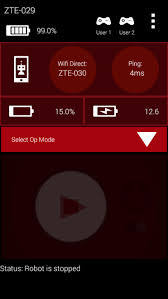 ZTE-029
99.0%
User 1
User 2
Wifi Direct:
ZTE-030
Ping:
4ms
15.0%
12.6
Select Op Mode
Status: Robot is stopped